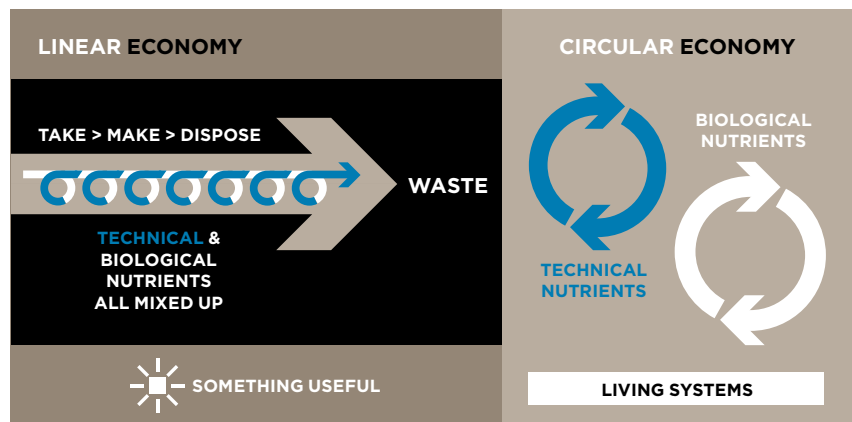 LINEAR ECONOMY
TAKE > MAKE > DISPOSE
WASTE
TECHNICAL &
BIOLOGICAL
NUTRIENTS
ALL MIXED UP
SOMETHING USEFUL
CIRCULAR ECONOMY
BIOLOGICAL
NUTRIENTS
TECHNICAL
NUTRIENTS
LIVING SYSTEMS